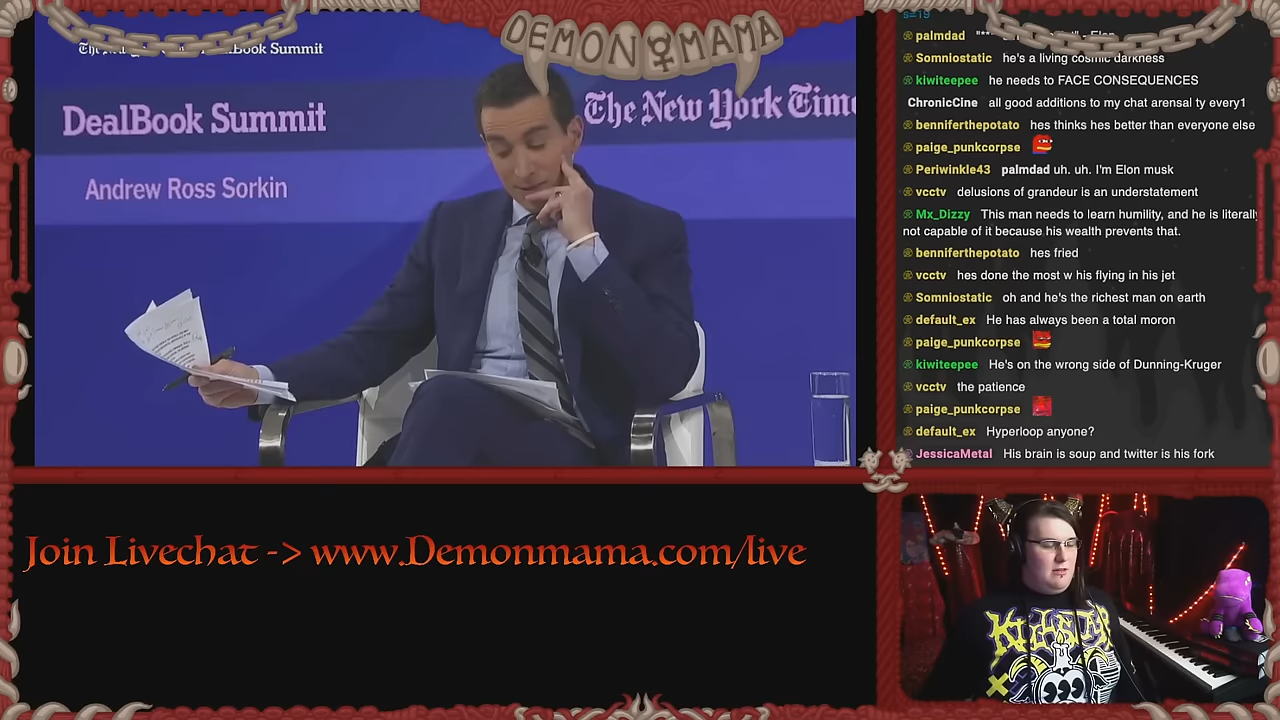 DEMON MAMA
DealBook Summit
DealBook Summit
The New York Time
Andrew Ross Sorkin
s=19
palmdad
Somniostatic he's a living cosmic darkness
kiwiteepee he needs to FACE CONSEQUENCES
ChronicCine all good additions to my chat arensal ty every1
benniferthepotato hes thinks hes better than everyone else
paige_punkcorpse
Periwinkle43 palmdad uh. uh. I'm Elon musk
vcctv delusions of grandeur is an understatement
Mx_Dizzy This man needs to learn humility, and he is literally
not capable of it because his wealth prevents that.
benniferthepotato hes fried
vcctv hes done the most w his flying in his jet
Somniostatic oh and he's the richest man on earth
default_ex He has always been a total moron
paige_punkcorpse
kiwiteepee He's on the wrong side of Dunning-Kruger
vcctv the patience
paige_punkcorpse
default_ex Hyperloop anyone?
JessicaMetal His brain is soup and twitter is his fork
Join Livechat -> www.Demonmama.com/live